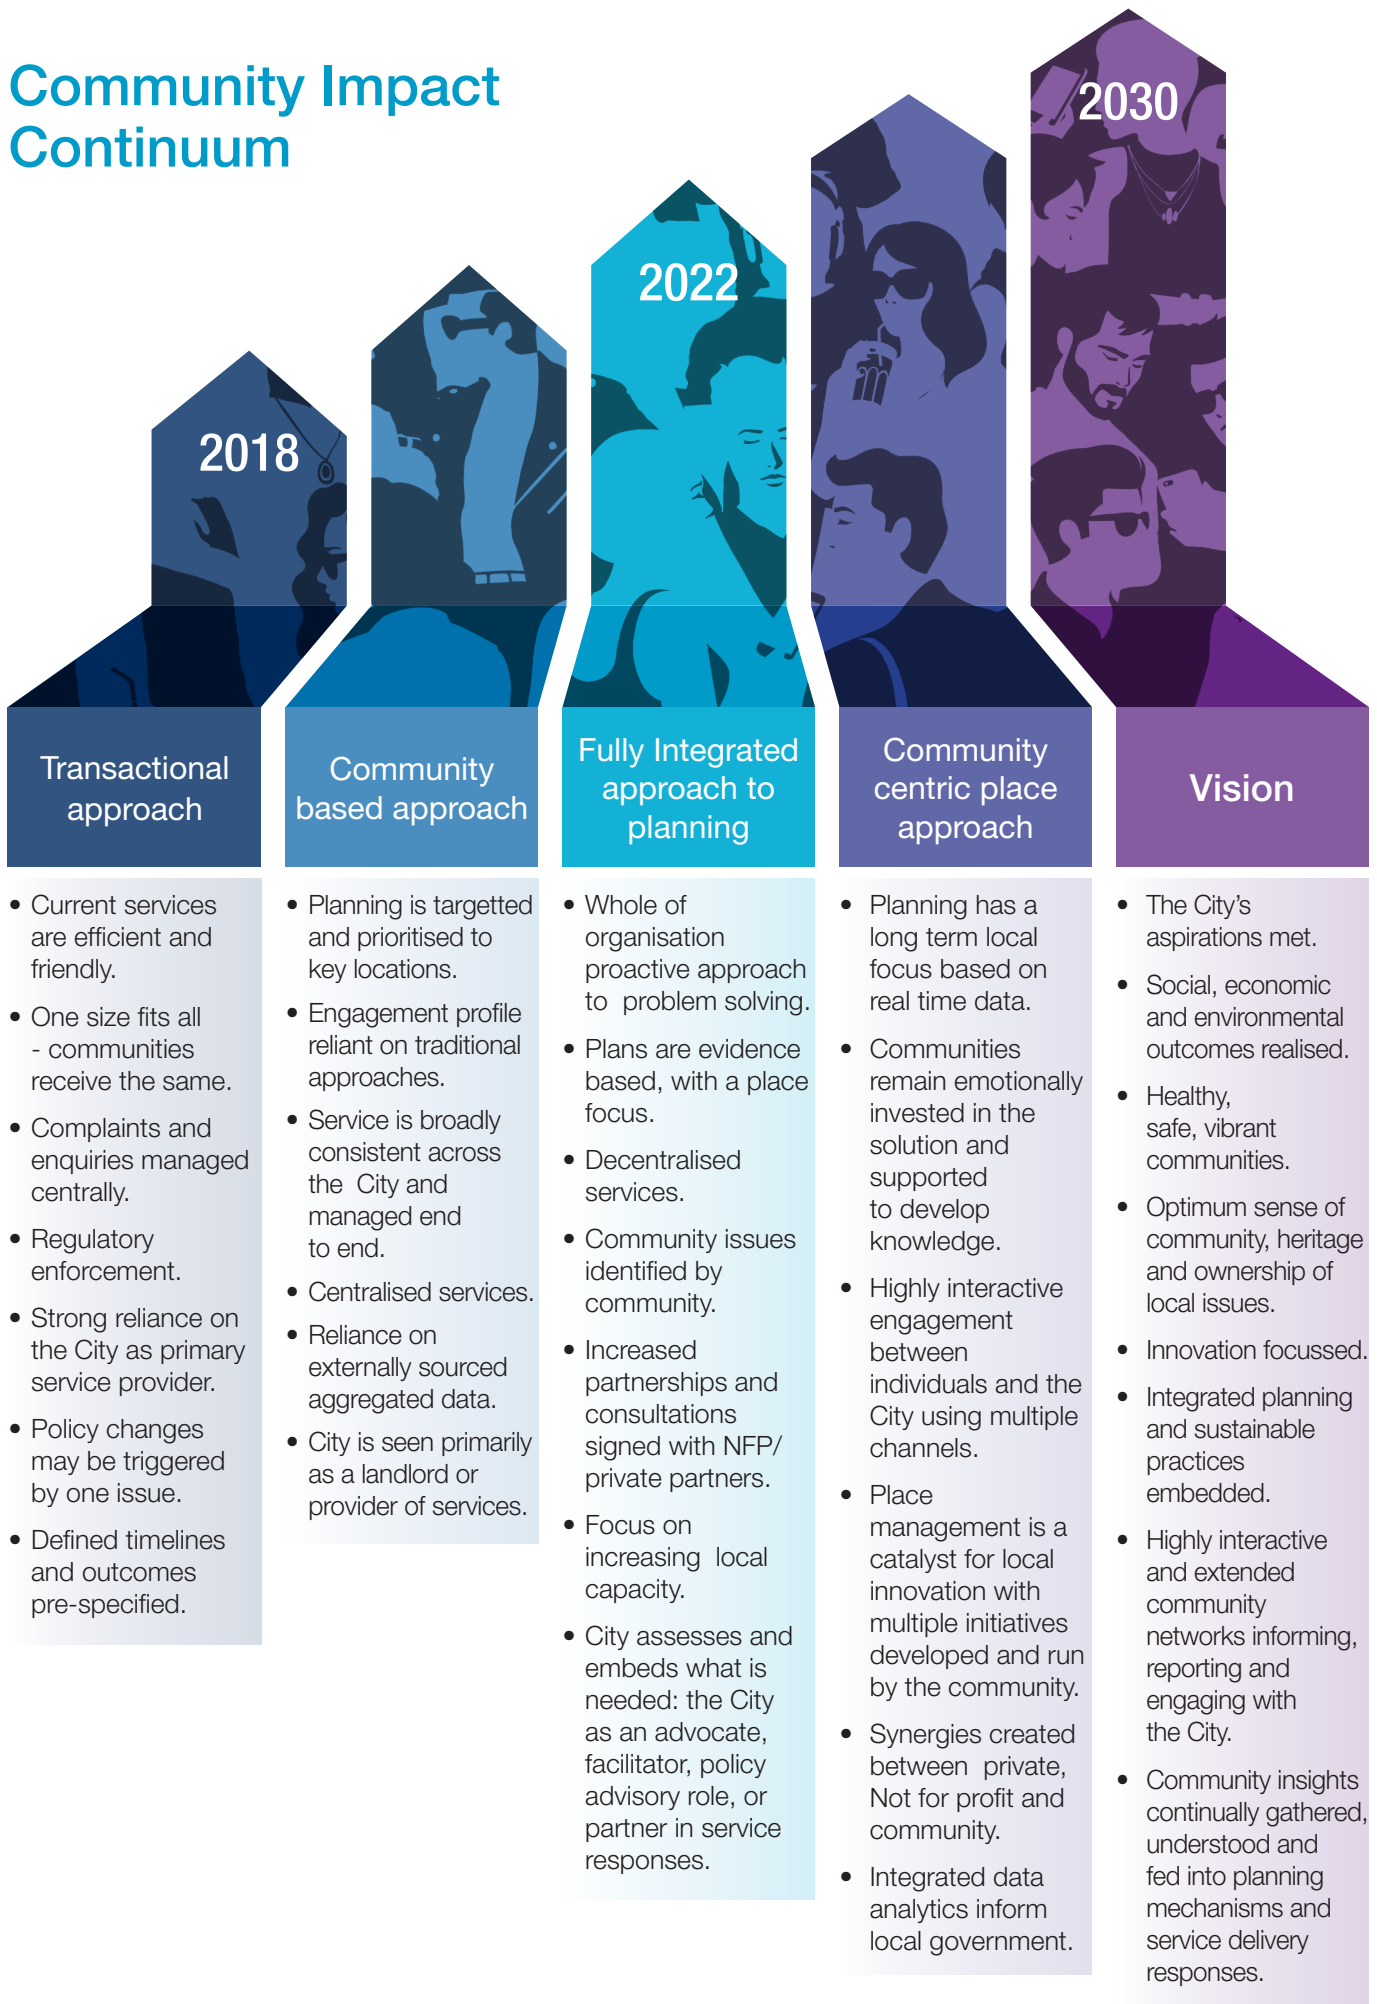 Community Impact
Continuum
2018
2022
2030
Transactional
approach
• Current services
are efficient and
friendly.
• One size fits all
- communities
receive the same.
• Complaints and
enquiries managed
centrally.
• Regulatory
enforcement.
• Strong reliance on
the City as primary
service provider.
• Policy changes
may be triggered
by one issue.
• Defined timelines
and outcomes
pre-specified.
Community
based approach
• Planning is targetted
and prioritised to
key locations.
• Engagement profile
reliant on traditional
approaches.
• Service is broadly
consistent across
the City and
managed end
to end.
• Centralised services.
• Reliance on
externally sourced
aggregated data.
• City is seen primarily
as a landlord or
provider of services.
Fully Integrated
approach to
planning
• Whole of
organisation
proactive approach
to problem solving.
• Plans are evidence
based, with a place
focus.
• Decentralised
services.
• Community issues
identified by
community.
• Increased
partnerships and
consultations
signed with NFP/
private partners.
• Focus on
increasing local
capacity.
• City assesses and
embeds what is
needed: the City
as an advocate,
facilitator, policy
advisory role, or
partner in service
responses.
Community
centric place
approach
• Planning has a
long term local
focus based on
real time data.
• Communities
remain emotionally
invested in the
solution and
supported
to develop
knowledge.
• Highly interactive
engagement
between
individuals and the
City using multiple
channels.
• Place
management is a
catalyst for local
innovation with
multiple initiatives
developed and run
by the community.
• Synergies created
between private,
Not for profit and
community.
• Integrated data
analytics inform
local government.
Vision
• The City's
aspirations met.
• Social, economic
and environmental
outcomes realised.
• Healthy,
safe, vibrant
communities.
• Optimum sense of
community, heritage
and ownership of
local issues.
• Innovation focussed.
• Integrated planning
and sustainable
practices
embedded.
• Highly interactive
and extended
community
networks informing,
reporting and
engaging with
the City.
• Community insights
continually gathered,
understood and
fed into planning
mechanisms and
service delivery
responses.